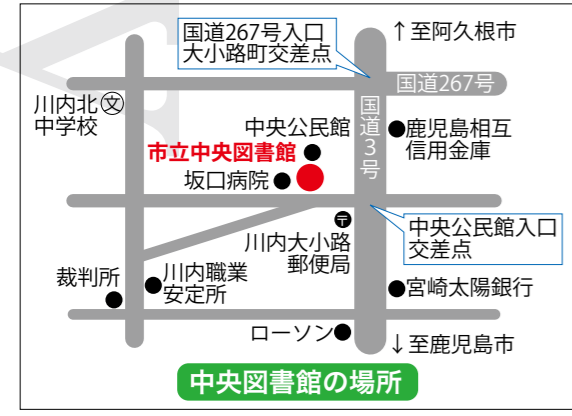 国道267号入口
大小路町交差点
↑至阿久根市
国道267号
川内北
中学校
文
国道3号
中央公民館
市立中央図書館
坂口病院
鹿児島相互
信用金庫
〒
川内大小路
郵便局
中央公民館入口
交差点
裁判所
川内職業
安定所
宮崎太陽銀行
ローソン
↓至鹿児島市
中央図書館の場所